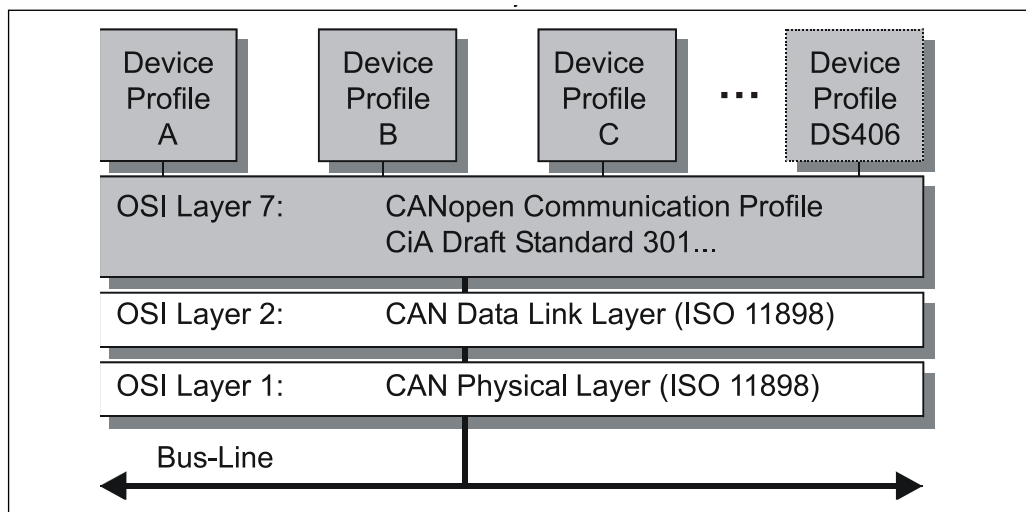 Device Profile A
Device Profile B
Device Profile C
...
Device Profile DS406
OSI Layer 7: CANopen Communication Profile
CiA Draft Standard 301...
OSI Layer 2: CAN Data Link Layer (ISO 11898)
OSI Layer 1: CAN Physical Layer (ISO 11898)
Bus-Line